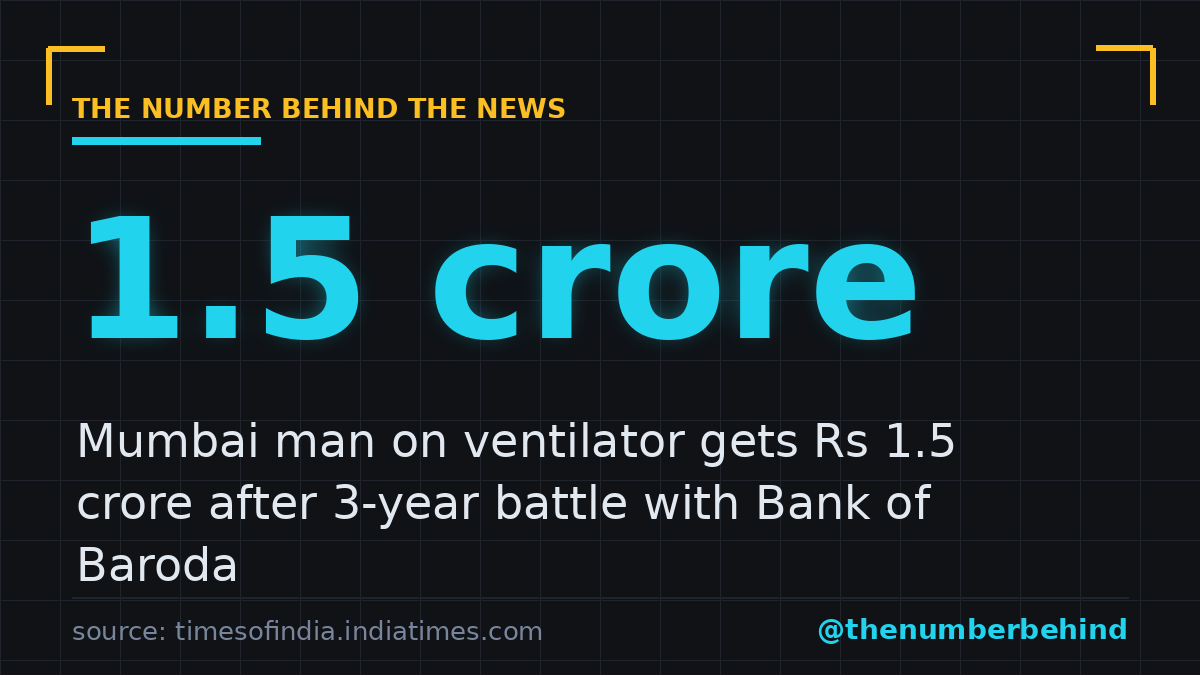 THE NUMBER BEHIND THE NEWS
1.5 crore
Mumbai man on ventilator gets Rs 1.5
crore after 3-year battle with Bank of
Baroda
source: timesofindia.indiatimes.com
@thenumberbehind